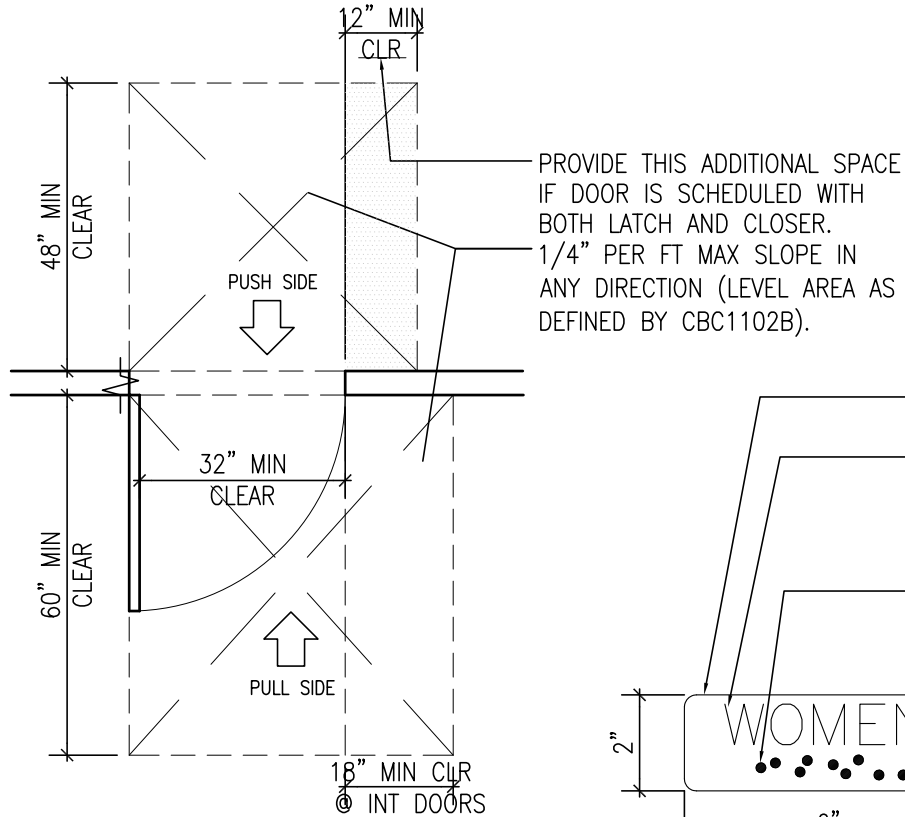 12" MIN
CLR
PROVIDE THIS ADDITIONAL SPACE
IF DOOR IS SCHEDULED WITH
BOTH LATCH AND CLOSER.
1/4" PER FT MAX SLOPE IN
ANY DIRECTION (LEVEL AREA AS
DEFINED BY CBC1102B).
48" MIN
CLEAR
PUSH SIDE
32" MIN
CLEAR
60" MIN
CLEAR
PULL SIDE
18" MIN CLR
@ INT DOORS
2"
WOMEN